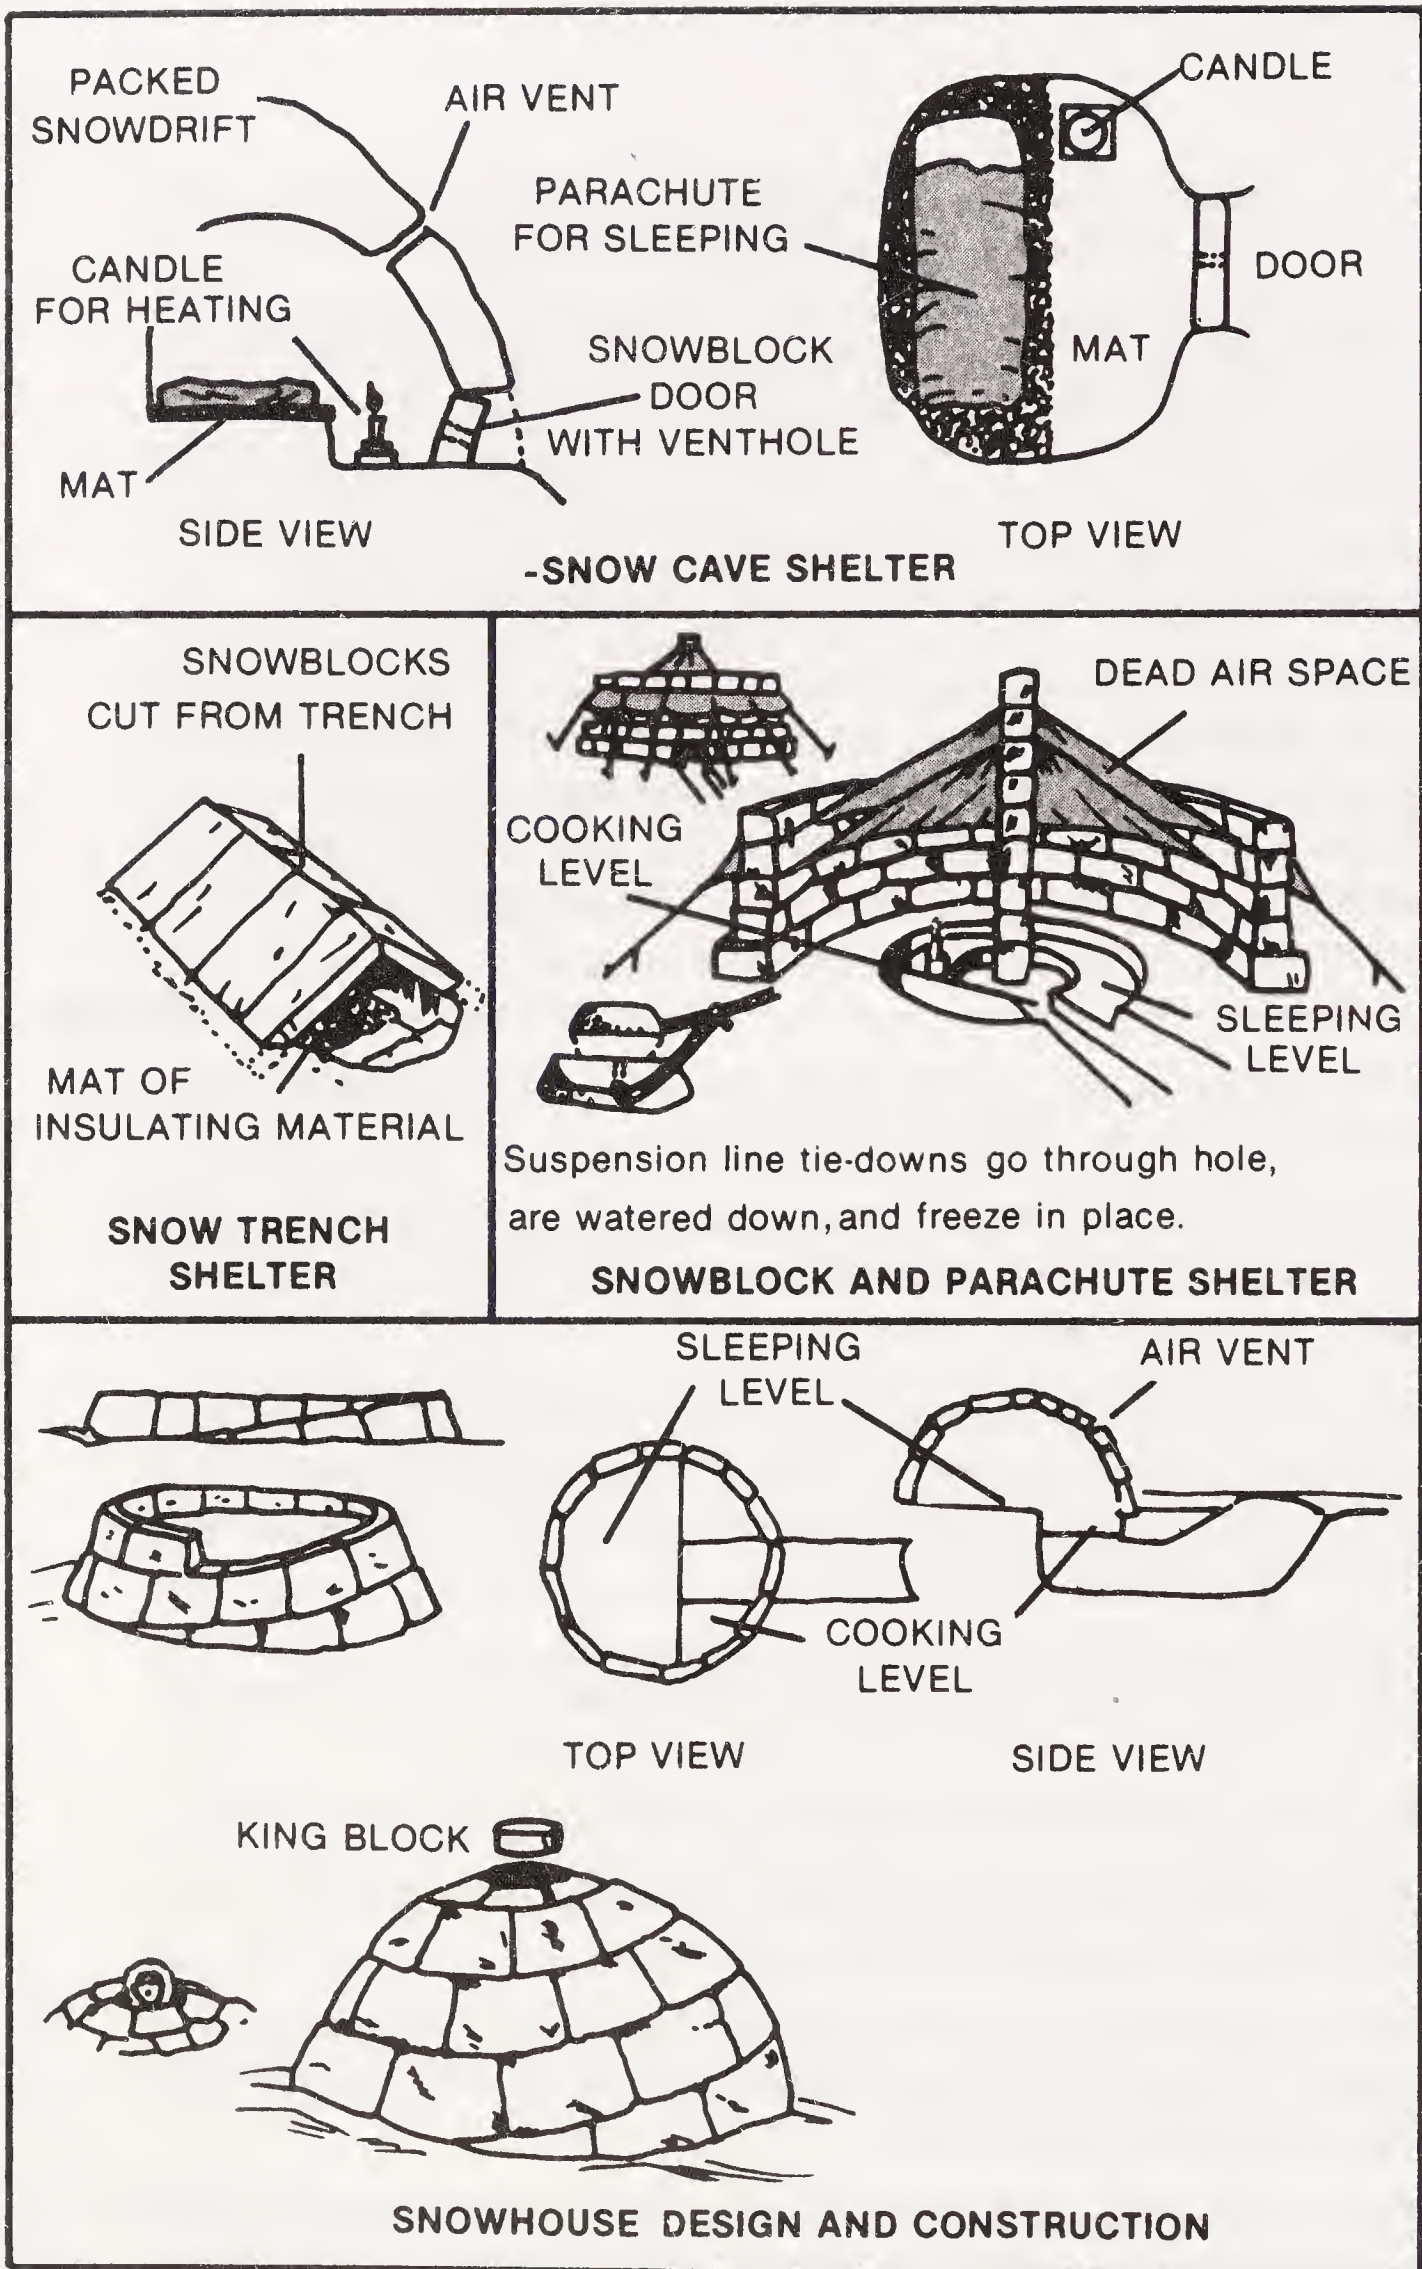 PACKED
SNOWDRIFT
AIR VENT
CANDLE
PARACHUTE
FOR SLEEPING
CANDLE
FOR HEATING
DOOR
SNOWBLOCK
DOOR
WITH VENTHOLE
MAT
MAT
SIDE VIEW
TOP VIEW
-SNOW CAVE SHELTER
SNOWBLOCKS
CUT FROM TRENCH
MAT OF
INSULATING MATERIAL
SNOW TRENCH
SHELTER
DEAD AIR SPACE
COOKING
LEVEL
SLEEPING
LEVEL
Suspension line tie-downs go through hole,
are watered down, and freeze in place.
SNOWBLOCK AND PARACHUTE SHELTER
SLEEPING
LEVEL
AIR VENT
COOKING
LEVEL
TOP VIEW
SIDE VIEW
KING BLOCK
SNOWHOUSE DESIGN AND CONSTRUCTION